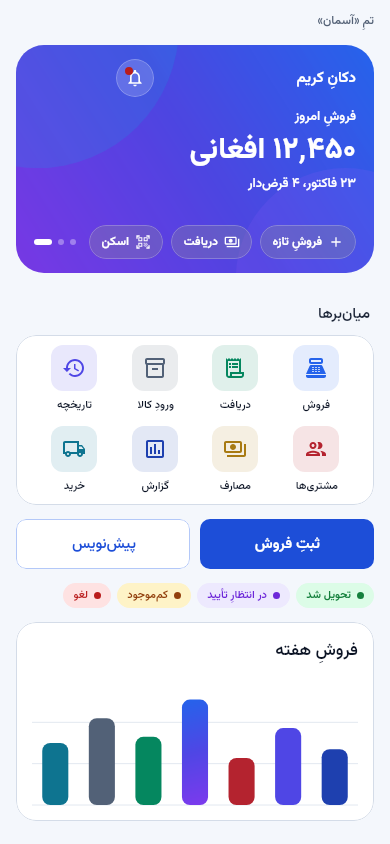 تمِ «آسمان»
دکانِ کریم
فروشِ امروز
۱۲,۴۵۰ افغانی
۲۳ فاکتور، ۴ قرض‌دار
فروشِ تازه
دریافت
اسکن
میان‌برها
فروش
دریافت
ورودِ کالا
تاریخچه
مشتری‌ها
مصارف
گزارش
خرید
ثبتِ فروش
پیش‌نویس
تحویل شد
در انتظارِ تأیید
کم‌موجود
لغو
فروشِ هفته